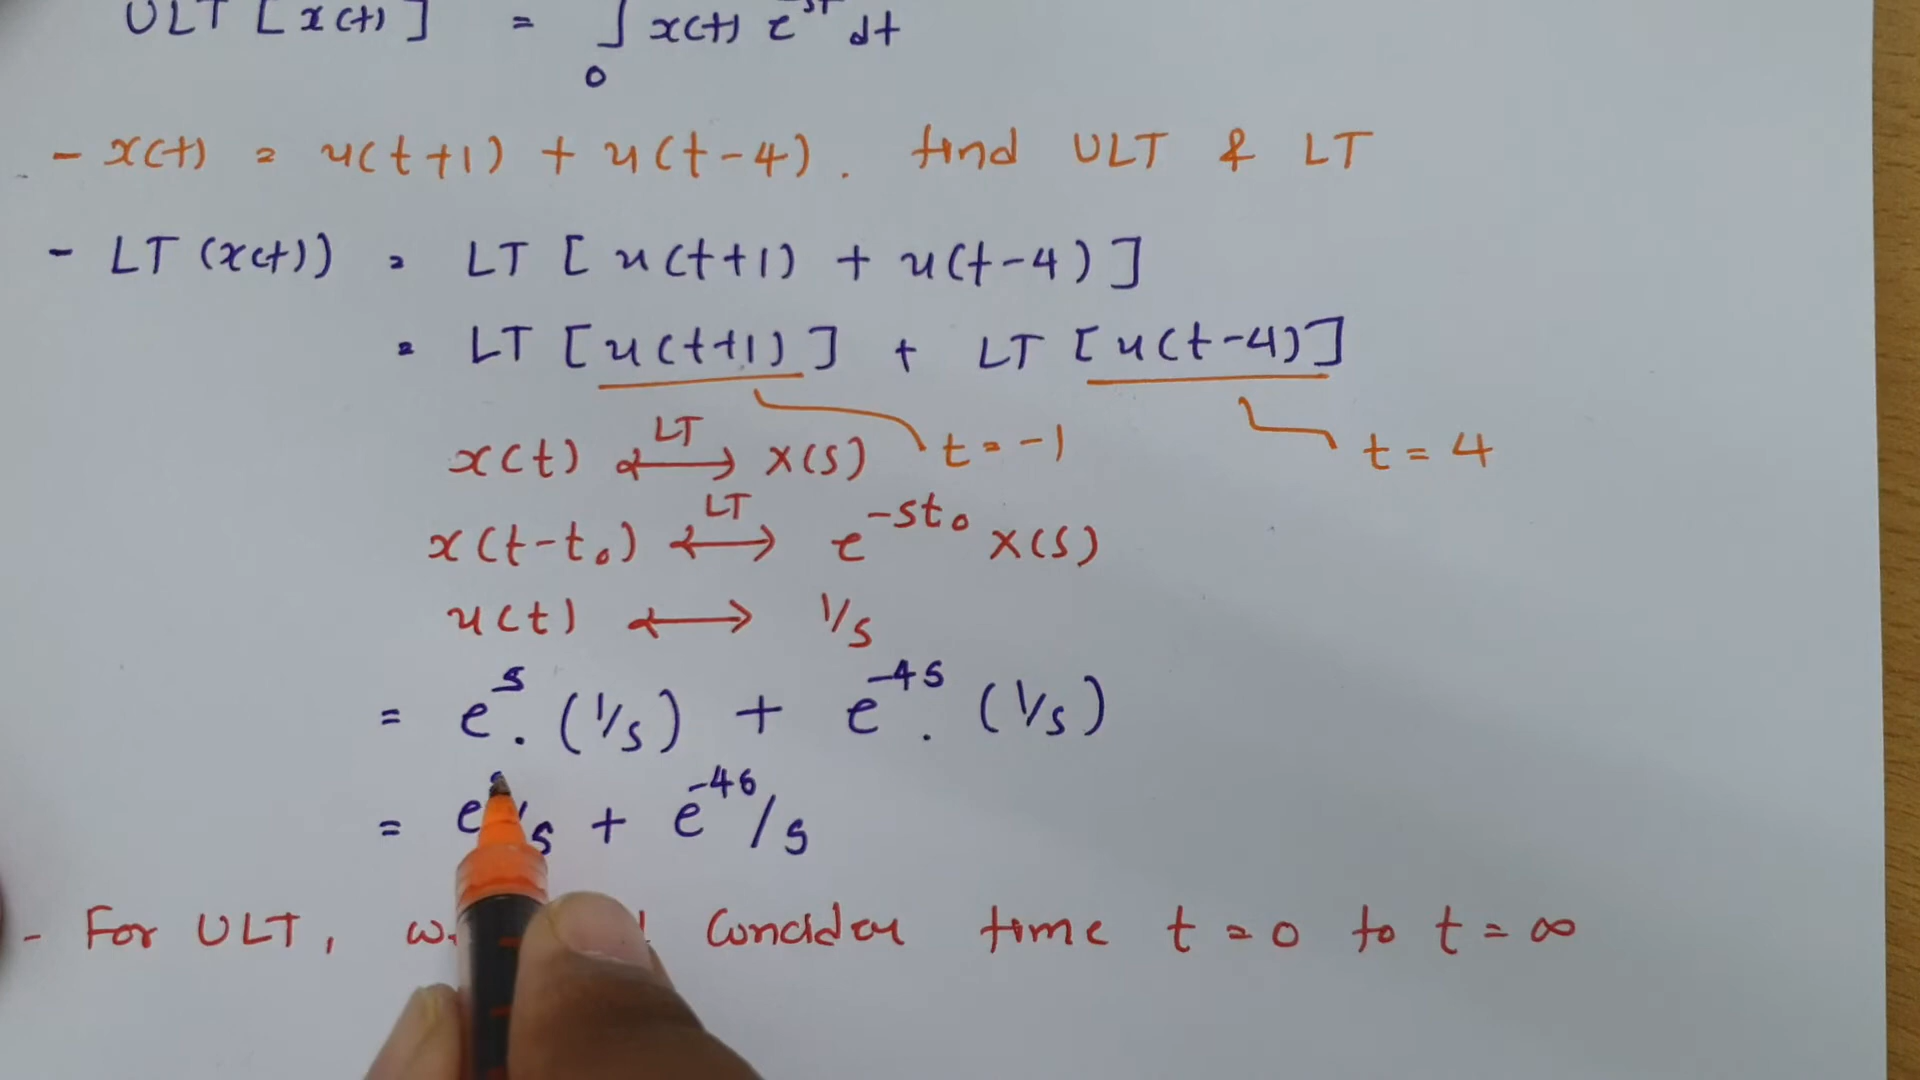 ULT [x(t)] = ∫ x(t) e^-st dt
0
- x(t) = u(t+1) + u(t-4). find ULT & LT
- LT (x(t)) = LT [u(t+1) + u(t-4)]
= LT [u(t+1)] + LT [u(t-4)]
x(t) ⟷ X(s) t = -1 t = 4
LT
x(t-t₀) ⟷ e^-st₀ X(s)
LT
u(t) ⟷ 1/s
= e^s . (1/s) + e^-4s . (1/s)
= e /s + e^-4s/s
- For ULT, Concider time t = 0 to t = ∞